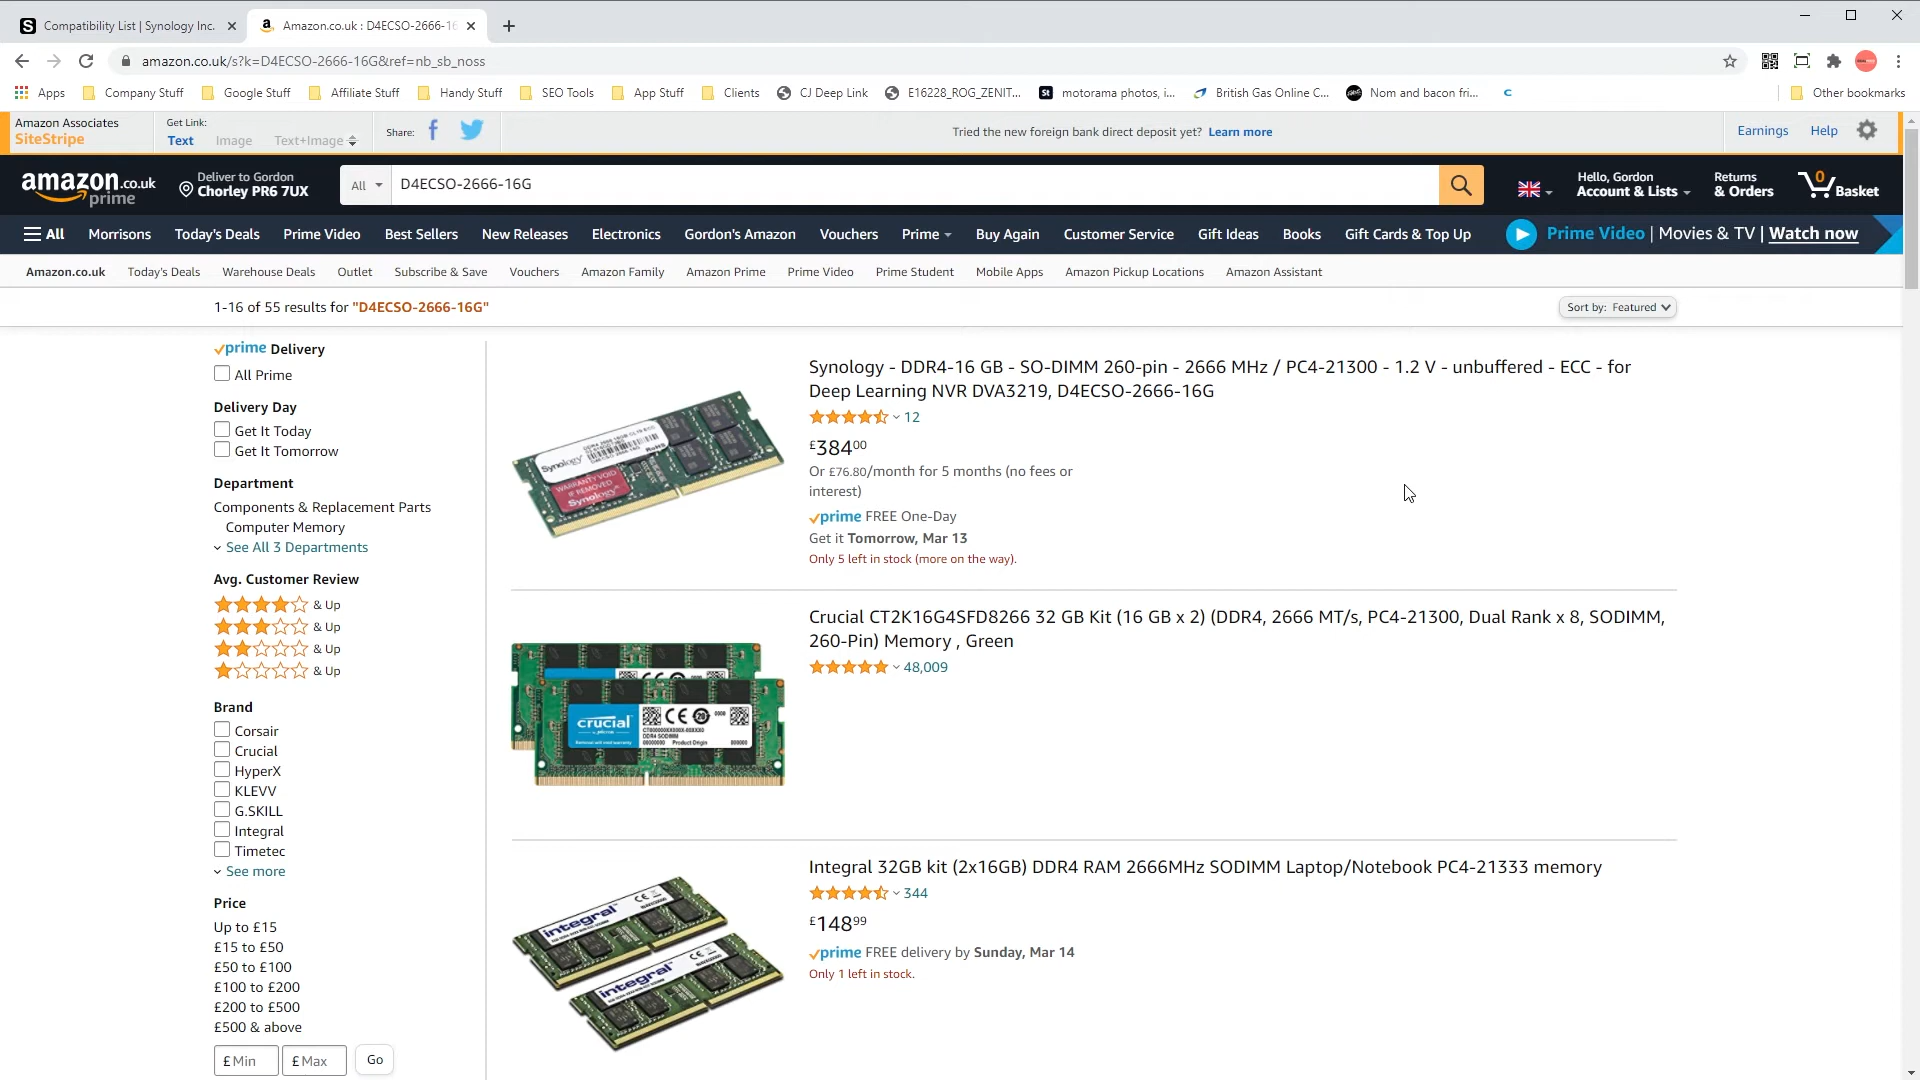 Compatibility List | Synology Inc.
Amazon.co.uk : D4ECSO-2666-16
amazon.co.uk/s?k=D4ECSO-2666-16G&ref=nb_sb_noss
Apps
Company Stuff
Google Stuff
Affiliate Stuff
Handy Stuff
SEO Tools
App Stuff
Clients
CJ Deep Link
E16228_ROG_ZENIT...
motorama photos, i...
British Gas Online C...
Nom and bacon fri...
Other bookmarks
Amazon Associates
SiteStripe
Get Link:
Text
Image
Text+Image
Share:
Tried the new foreign bank direct deposit yet? Learn more
Earnings
Help
amazon.co.uk
prime
Deliver to Gordon
Chorley PR6 7UX
All
D4ECSO-2666-16G
Hello, Gordon
Account & Lists
Returns
& Orders
0
Basket
All
Morrisons
Today's Deals
Prime Video
Best Sellers
New Releases
Electronics
Gordon's Amazon
Vouchers
Prime
Buy Again
Customer Service
Gift Ideas
Books
Gift Cards & Top Up
Prime Video | Movies & TV | Watch now
Amazon.co.uk
Today's Deals
Warehouse Deals
Outlet
Subscribe & Save
Vouchers
Amazon Family
Amazon Prime
Prime Video
Prime Student
Mobile Apps
Amazon Pickup Locations
Amazon Assistant
1-16 of 55 results for "D4ECSO-2666-16G"
Sort by: Featured
prime Delivery
All Prime
Delivery Day
Get It Today
Get It Tomorrow
Department
Components & Replacement Parts
Computer Memory
See All 3 Departments
Avg. Customer Review
& Up
& Up
& Up
& Up
Brand
Corsair
Crucial
HyperX
KLEVV
G.SKILL
Integral
Timetec
See more
Price
Up to £15
£15 to £50
£50 to £100
£100 to £200
£200 to £500
£500 & above
£ Min
£ Max
Go
Synology
WARRANTY VOID
IF REMOVED
Synology
Synology - DDR4-16 GB - SO-DIMM 260-pin - 2666 MHz / PC4-21300 - 1.2 V - unbuffered - ECC - for
Deep Learning NVR DVA3219, D4ECSO-2666-16G
12
£38400
Or £76.80/month for 5 months (no fees or
interest)
prime FREE One-Day
Get it Tomorrow, Mar 13
Only 5 left in stock (more on the way).
crucial
Product Origin
Crucial CT2K16G4SFD8266 32 GB Kit (16 GB x 2) (DDR4, 2666 MT/s, PC4-21300, Dual Rank x 8, SODIMM,
260-Pin) Memory , Green
48,009
integral
integral
Integral 32GB kit (2x16GB) DDR4 RAM 2666MHz SODIMM Laptop/Notebook PC4-21333 memory
344
£14899
prime FREE delivery by Sunday, Mar 14
Only 1 left in stock.